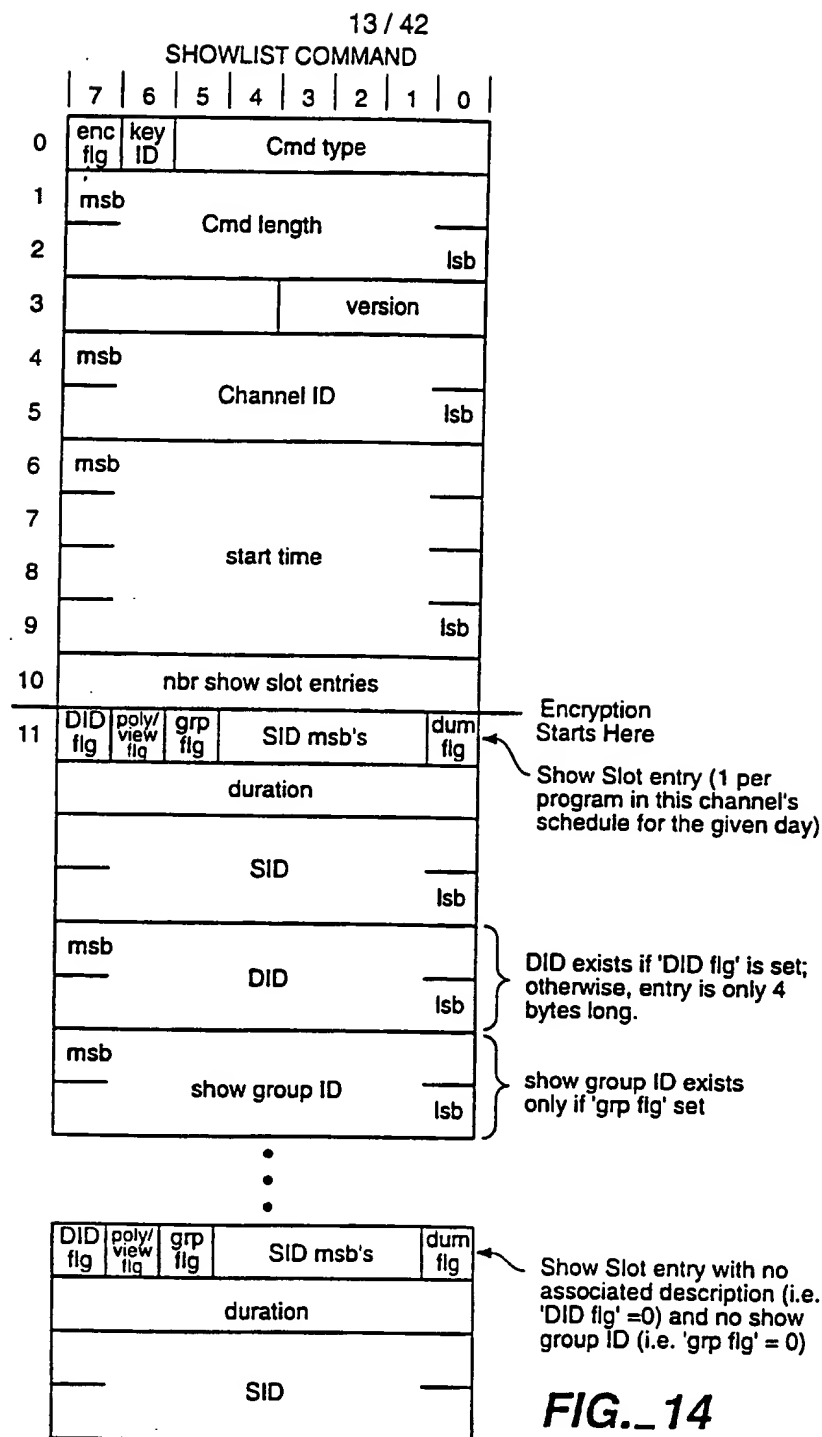 13 / 42
SHOWLIST COMMAND
7 6 5 4 3 2 1 0
0 enc flg key ID Cmd type
1 msb
Cmd length
2 lsb
3 version
4 msb
Channel ID
5 lsb
6 msb
7
start time
8
9 lsb
10 nbr show slot entries
Encryption
Starts Here
11 DID flg poly/ view flg grp flg SID msb's dum flg
Show Slot entry (1 per
program in this channel's
schedule for the given day)
duration
SID
lsb
msb
DID
lsb
DID exists if 'DID flg' is set;
otherwise, entry is only 4
bytes long.
msb
show group ID
lsb
show group ID exists
only if 'grp flg' set
DID flg poly/ view flg grp flg SID msb's dum flg
Show Slot entry with no
associated description (i.e.
'DID flg' =0) and no show
group ID (i.e. 'grp flg' = 0)
duration
SID
FIG._14